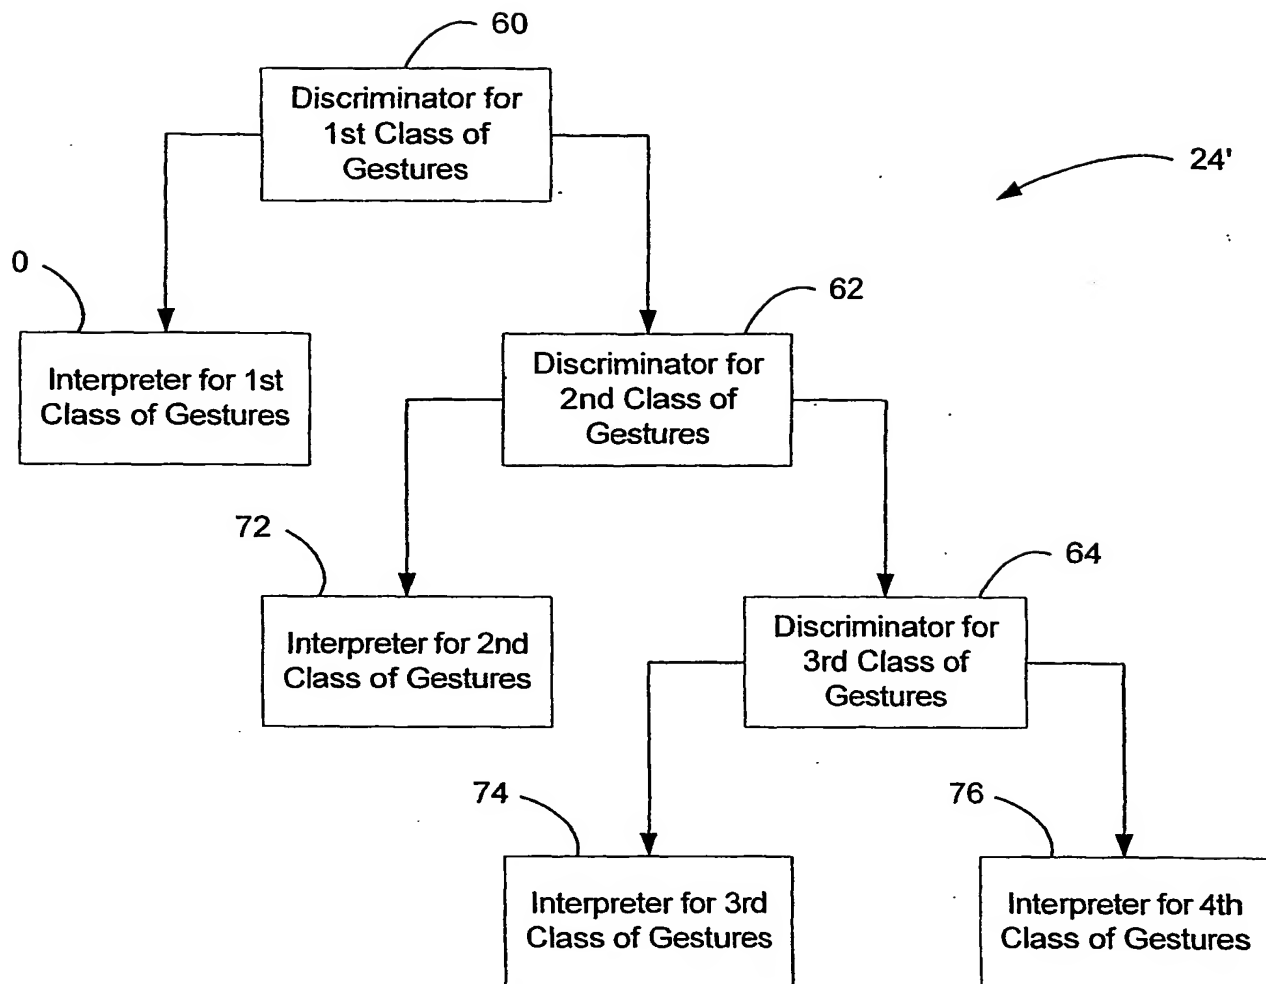 60
Discriminator for
1st Class of
Gestures
24'
0
Interpreter for 1st
Class of Gestures
62
Discriminator for
2nd Class of
Gestures
72
Interpreter for 2nd
Class of Gestures
64
Discriminator for
3rd Class of
Gestures
74
Interpreter for 3rd
Class of Gestures
76
Interpreter for 4th
Class of Gestures